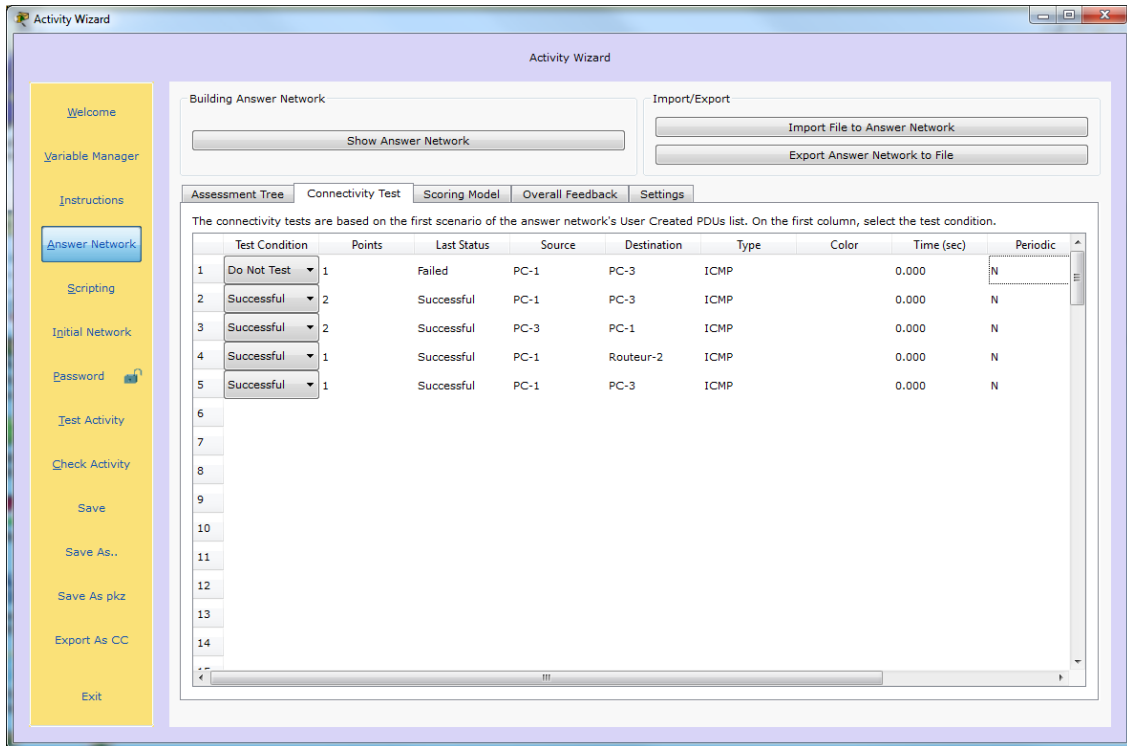 Activity Wizard
Activity Wizard
Welcome
Variable Manager
Instructions
Answer Network
Scripting
Initial Network
Password
Test Activity
Check Activity
Save
Save As..
Save As pkz
Export As CC
Exit
Building Answer Network
Show Answer Network
Import/Export
Import File to Answer Network
Export Answer Network to File
Assessment Tree Connectivity Test Scoring Model Overall Feedback Settings
The connectivity tests are based on the first scenario of the answer network's User Created PDUs list. On the first column, select the test condition.
Test Condition Points Last Status Source Destination Type Color Time (sec) Periodic
1 Do Not Test 1 Failed PC-1 PC-3 ICMP 0.000 N
2 Successful 2 Successful PC-1 PC-3 ICMP 0.000 N
3 Successful 2 Successful PC-3 PC-1 ICMP 0.000 N
4 Successful 1 Successful PC-1 Routeur-2 ICMP 0.000 N
5 Successful 1 Successful PC-1 PC-3 ICMP 0.000 N
6
7
8
9
10
11
12
13
14